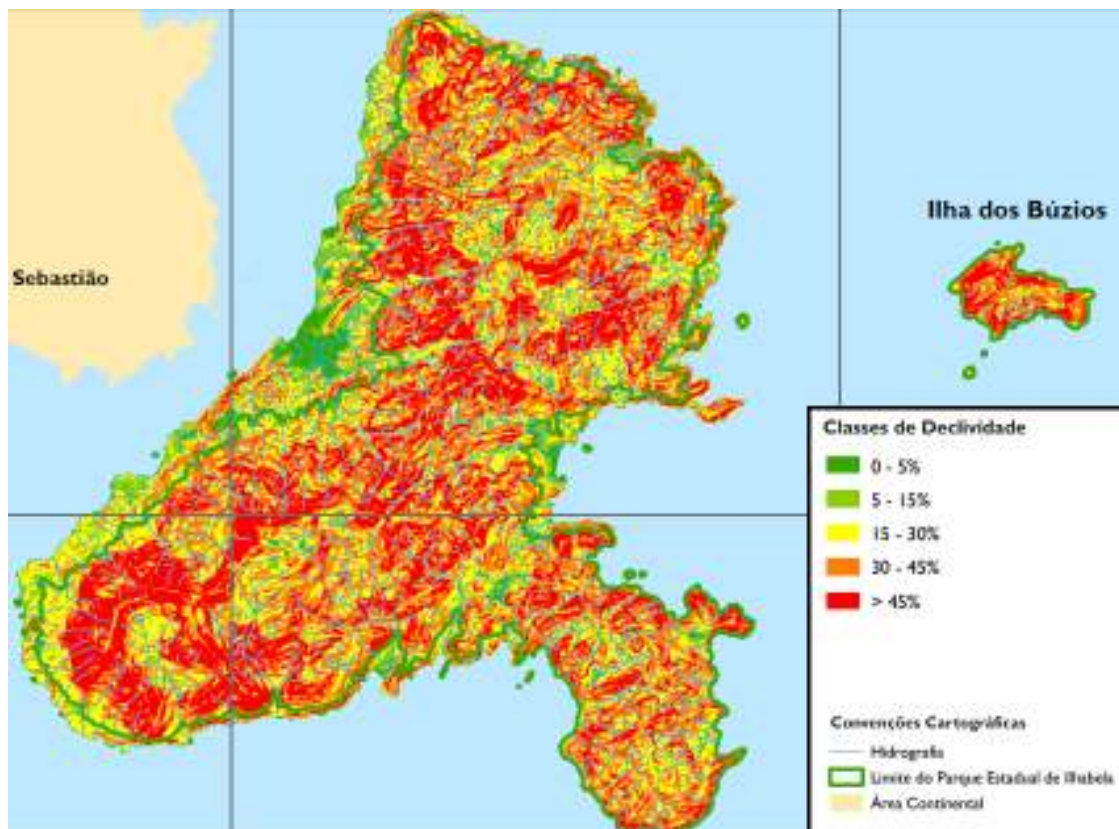 Ilha dos Búzios
Sebastião
Classes de Declividade
0 - 5%
5 - 15%
15 - 30%
30 - 45%
> 45%
Convenções Cartográficas
Hidrografia
Limite do Parque Estadual de Ilhabela
Área Continental